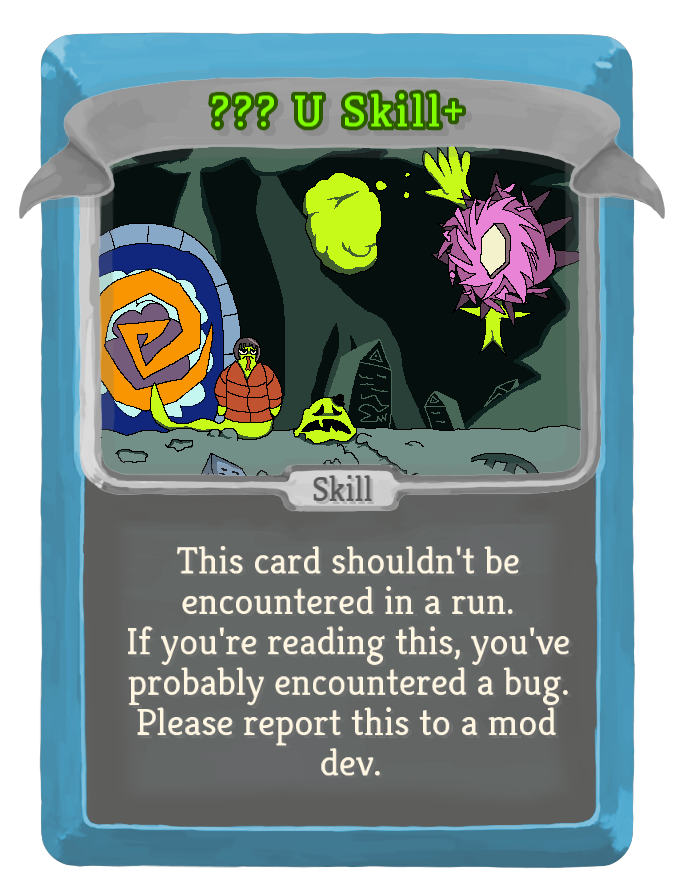 ??? U Skill+
Skill
This card shouldn't be
encountered in a run.
If you're reading this, you've
probably encountered a bug.
Please report this to a mod
dev.